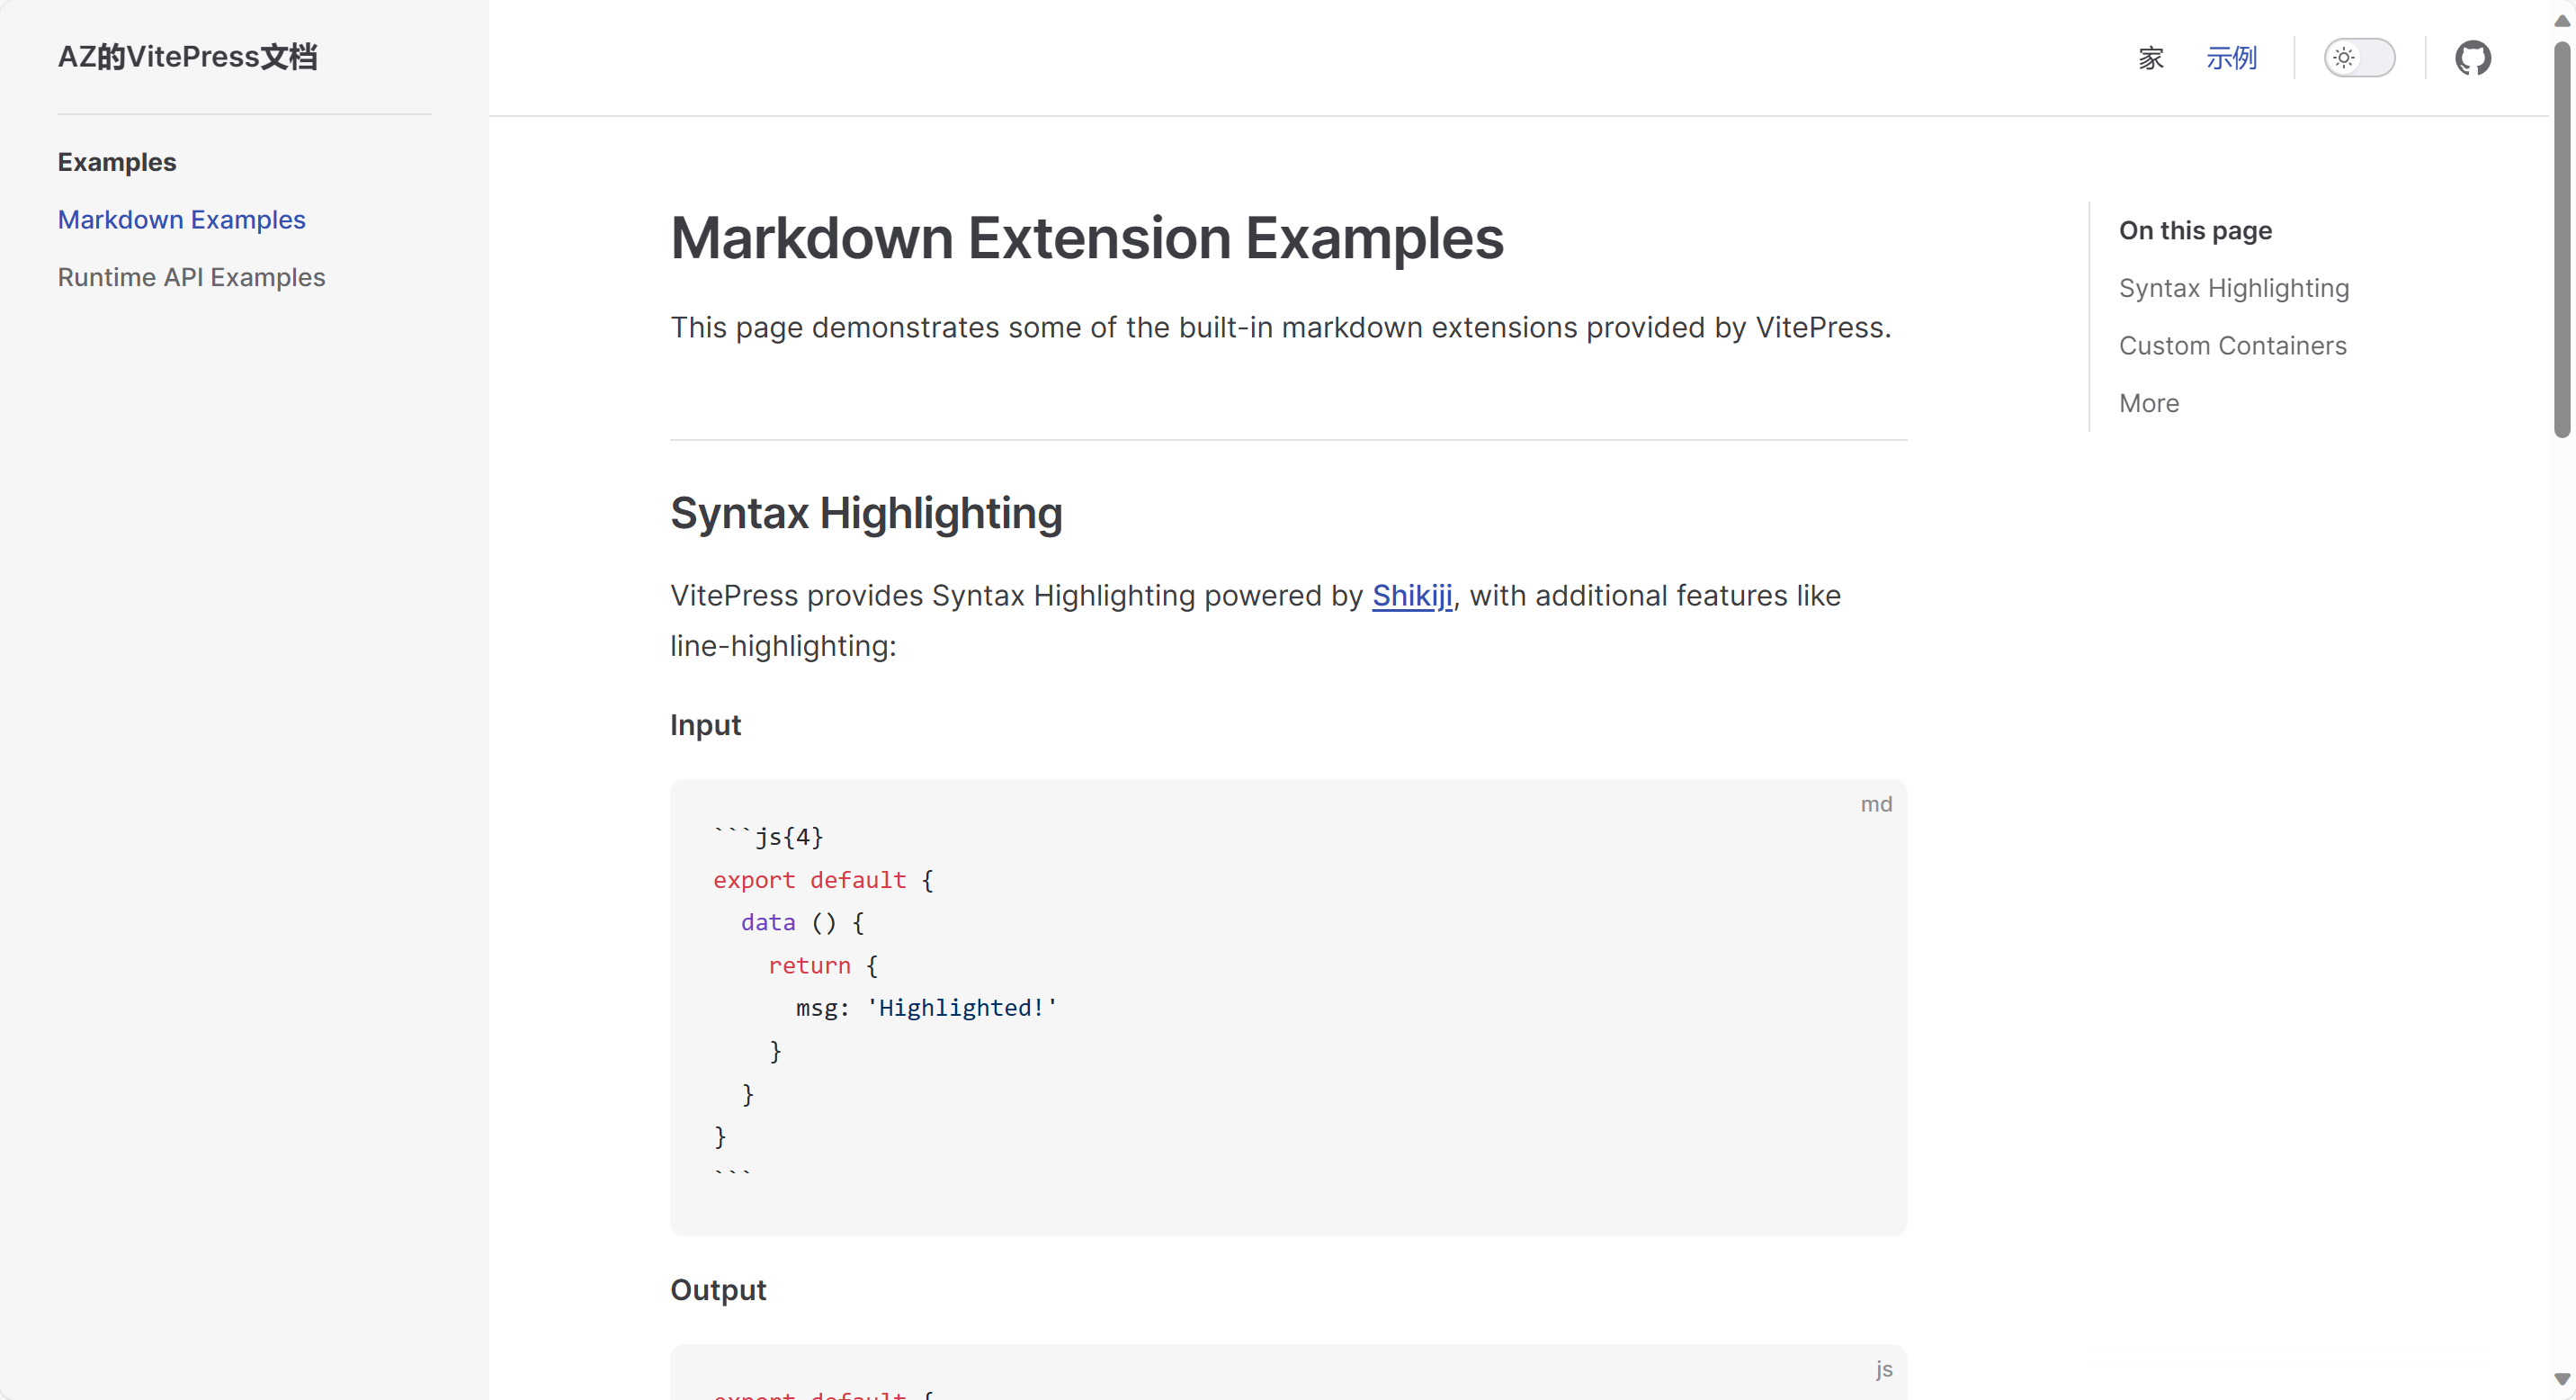 AZ的VitePress文档
家 示例
Examples
Markdown Examples
Runtime API Examples
Markdown Extension Examples
This page demonstrates some of the built-in markdown extensions provided by VitePress.
Syntax Highlighting
VitePress provides Syntax Highlighting powered by Shikiji, with additional features like
line-highlighting:
Input
md
```js{4}
export default {
  data () {
    return {
      msg: 'Highlighted!'
    }
  }
}
```
Output
js
export default {
On this page
Syntax Highlighting
Custom Containers
More